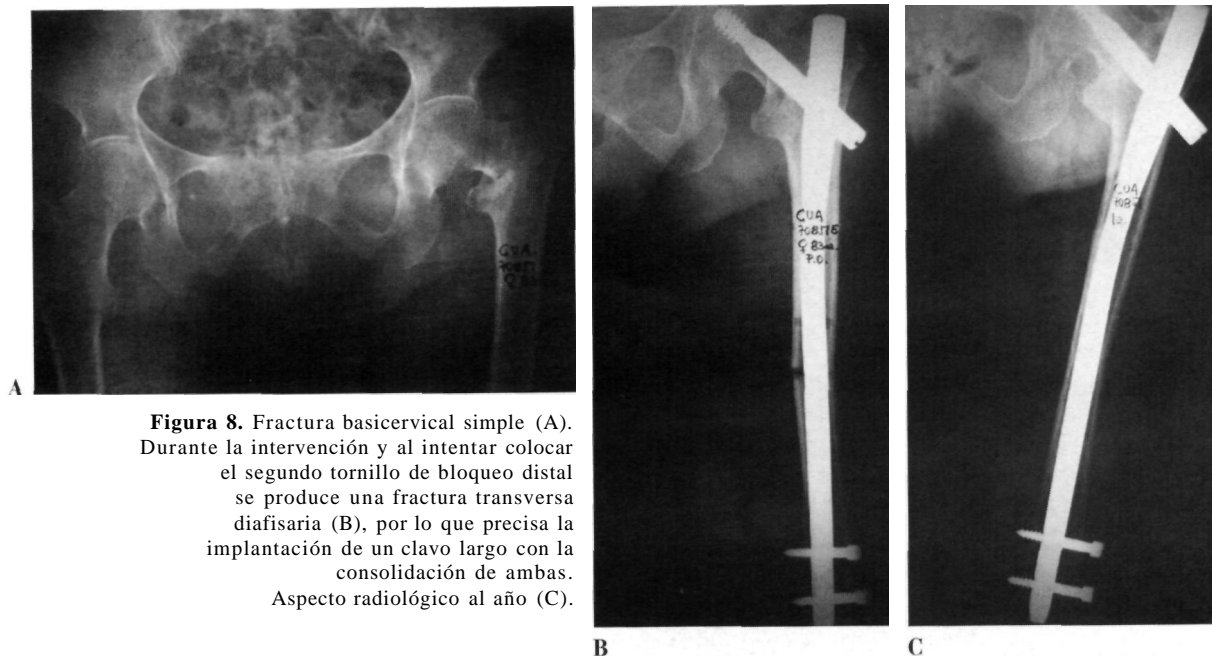 A
CUA.
Figura 8. Fractura basicervical simple (A).
Durante la intervención y al intentar colocar
el segundo tornillo de bloqueo distal
se produce una fractura transversa
diafisaria (B), por lo que precisa la
implantación de un clavo largo con la
consolidación de ambas.
Aspecto radiológico al año (C).
CUA
P.O.
B
CUA
C